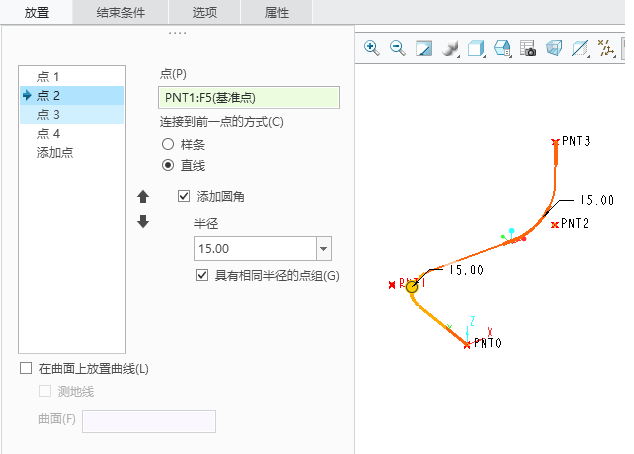 放置 结束条件 选项 属性
点 1
点 2
点 3
点 4
添加点
点(P)
PNT1:F5(基准点)
连接到前一点的方式(C)
样条
直线
添加圆角
半径
15.00
具有相同半径的点组(G)
在曲面上放置曲线(L)
测地线
曲面(F)
PNT3
15.00
PNT2
15.00
PNT1
Z
X
PNT0